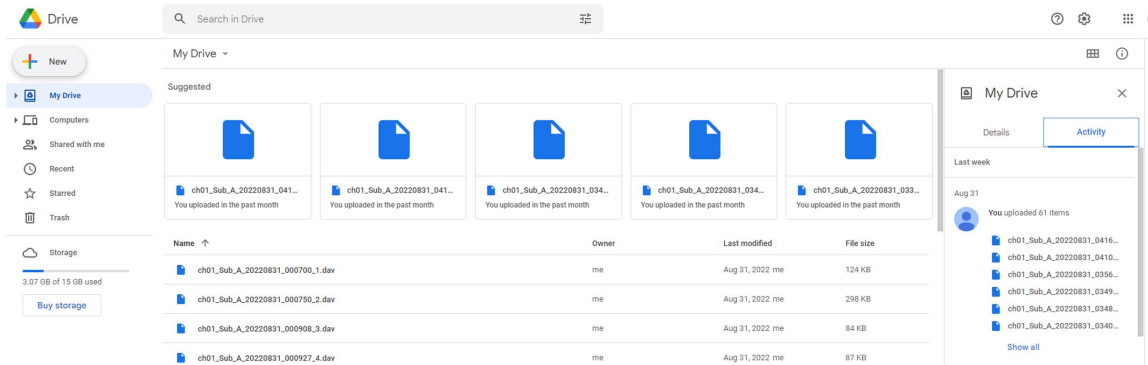 Drive
Search in Drive
New
My Drive
Computers
Shared with me
Recent
Starred
Trash
Storage
3.07 GB of 15 GB used
Buy storage
My Drive
Suggested
ch01_Sub_A_20220831_041...
You uploaded in the past month
ch01_Sub_A_20220831_041...
You uploaded in the past month
ch01_Sub_A_20220831_034...
You uploaded in the past month
ch01_Sub_A_20220831_034...
You uploaded in the past month
ch01_Sub_A_20220831_033...
You uploaded in the past month
Name Owner Last modified File size
ch01_Sub_A_20220831_000700_1.dav me Aug 31, 2022 me 124 KB
ch01_Sub_A_20220831_000750_2.dav me Aug 31, 2022 me 298 KB
ch01_Sub_A_20220831_000908_3.dav me Aug 31, 2022 me 84 KB
ch01_Sub_A_20220831_000927_4.dav me Aug 31, 2022 me 87 KB
My Drive
Details Activity
Last week
Aug 31
You uploaded 61 items
ch01_Sub_A_20220831_0416...
ch01_Sub_A_20220831_0410...
ch01_Sub_A_20220831_0356...
ch01_Sub_A_20220831_0349...
ch01_Sub_A_20220831_0348...
ch01_Sub_A_20220831_0340...
Show all